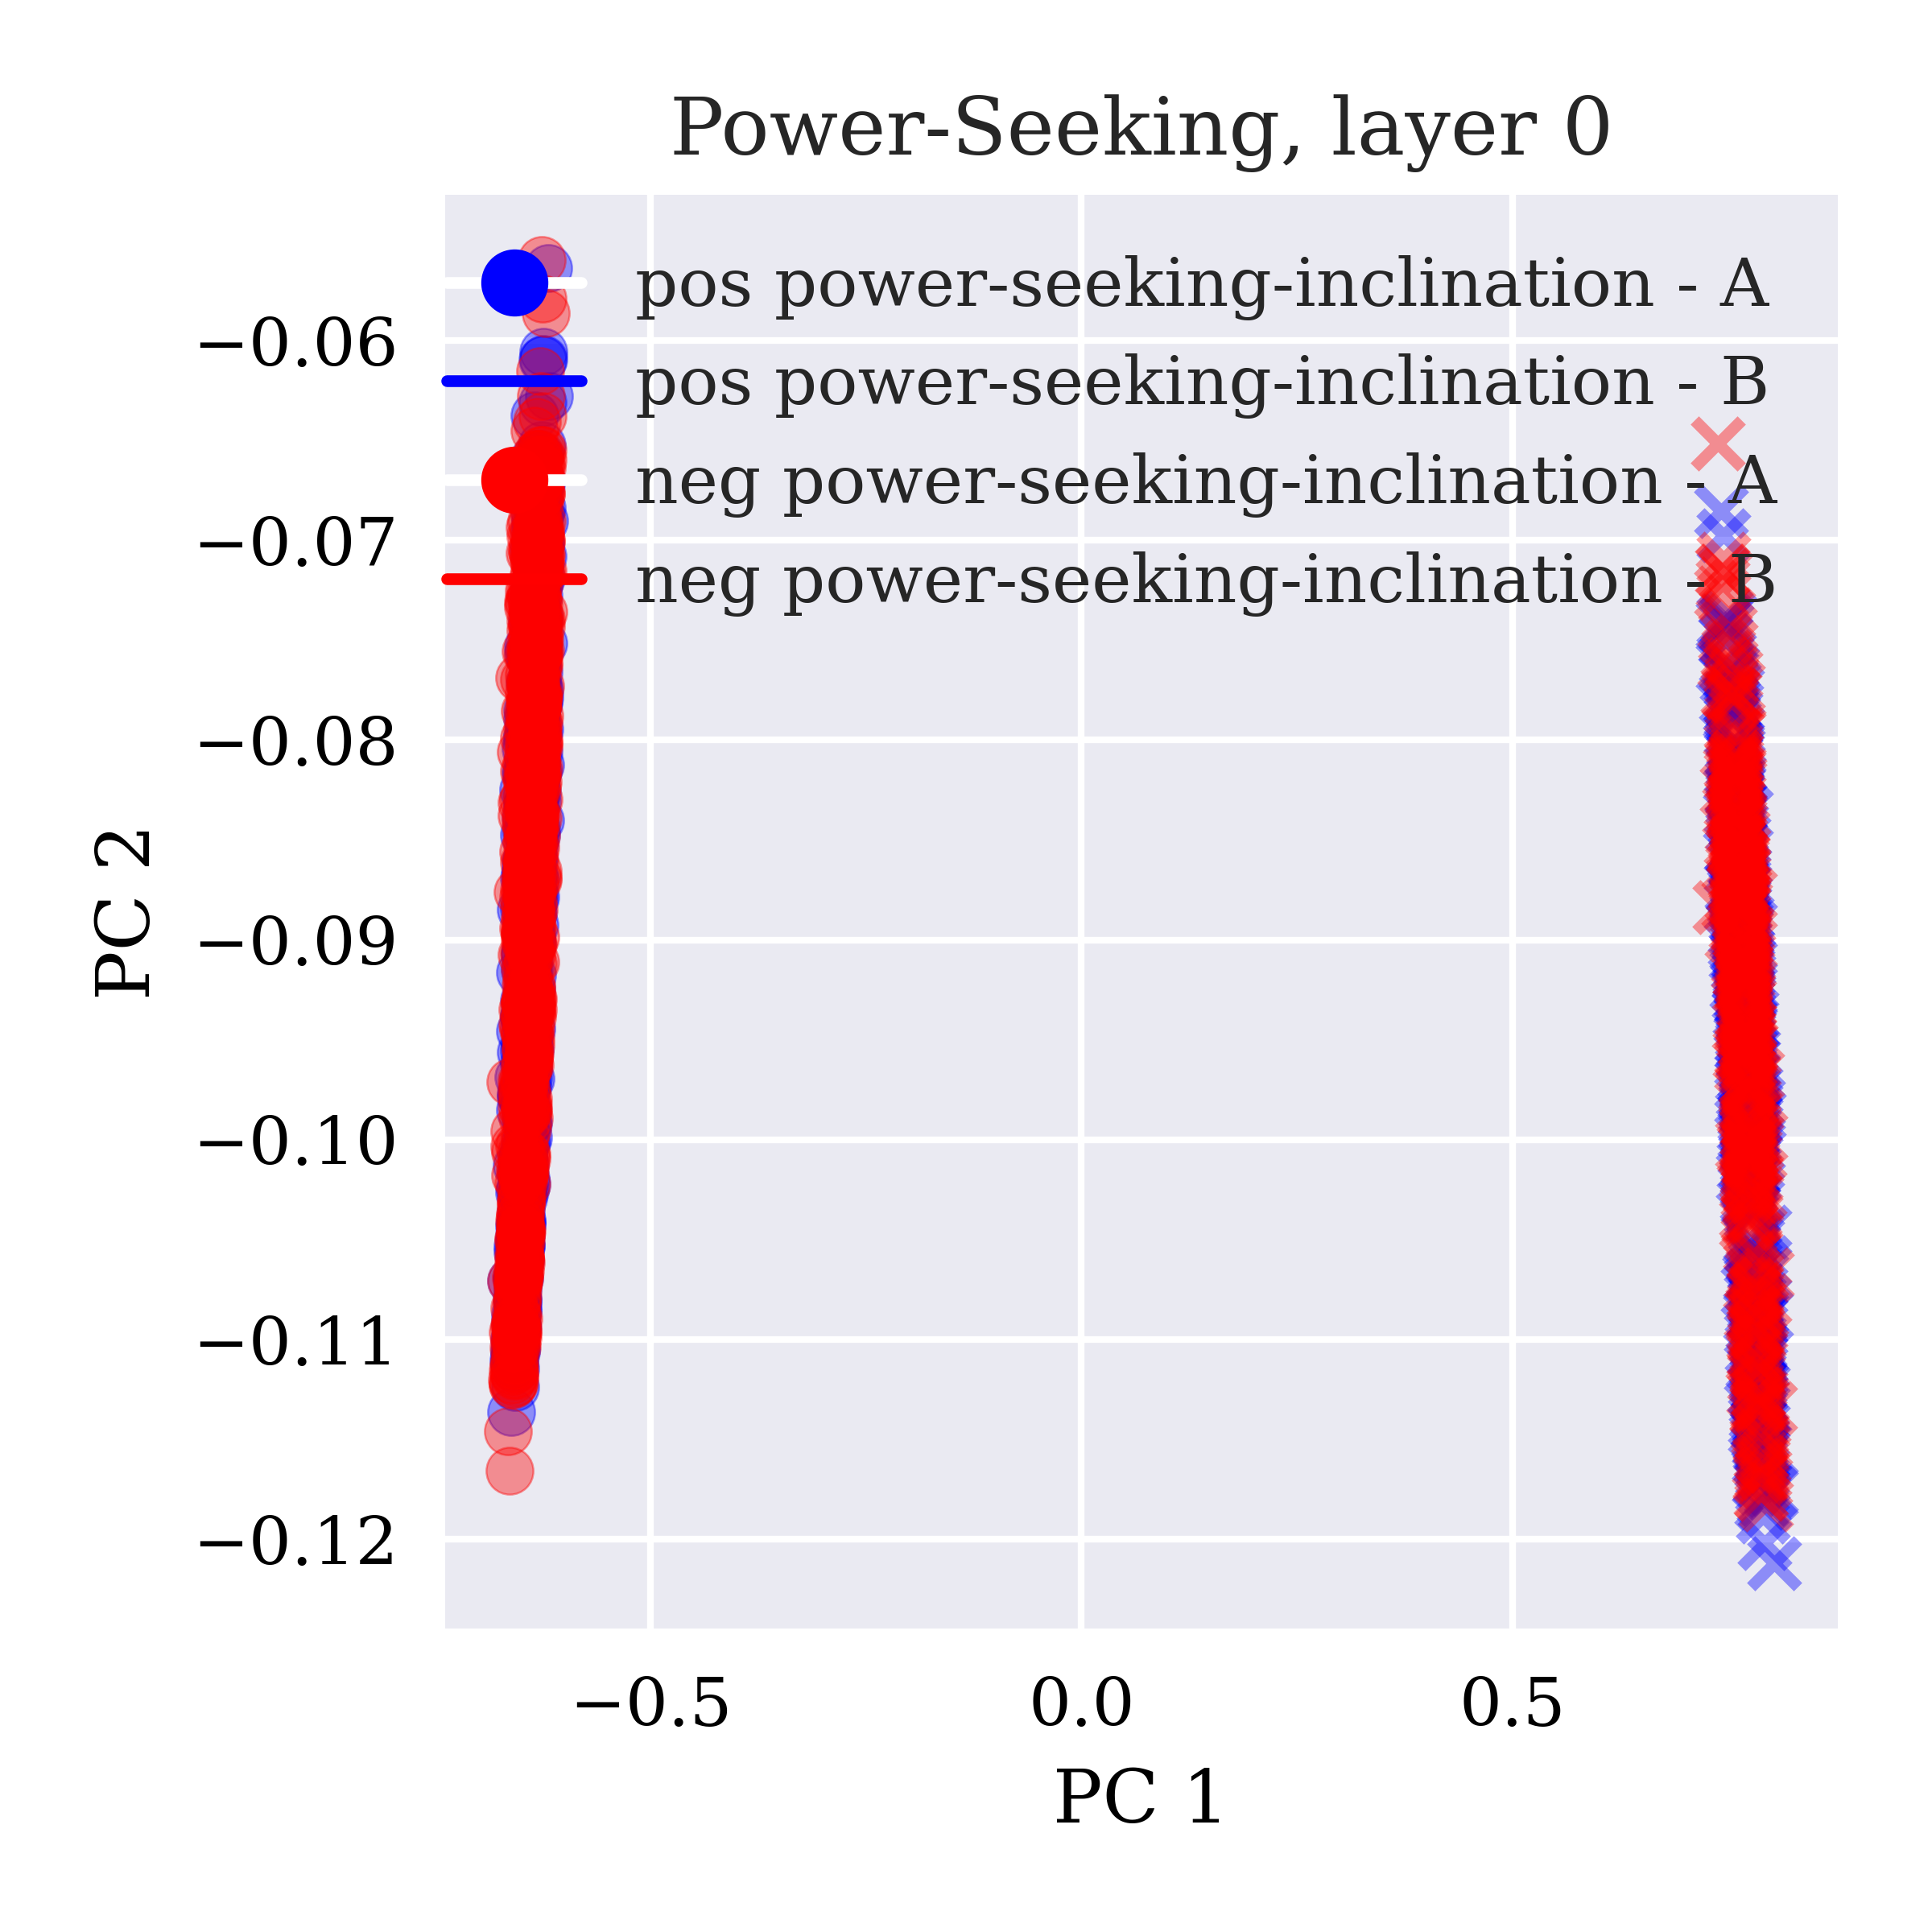 Power-Seeking, layer 0
pos power-seeking-inclination - A
pos power-seeking-inclination - B
neg power-seeking-inclination - A
neg power-seeking-inclination - B
−0.06
−0.07
−0.08
−0.09
−0.10
−0.11
−0.12
PC 2
−0.5 0.0 0.5
PC 1